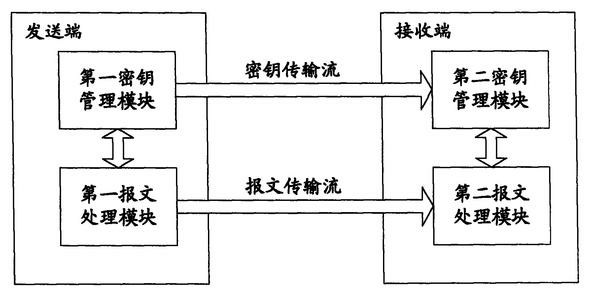 发送端
接收端
第一密钥
管理模块
密钥传输流
第二密钥
管理模块
第一报文
处理模块
报文传输流
第二报文
处理模块